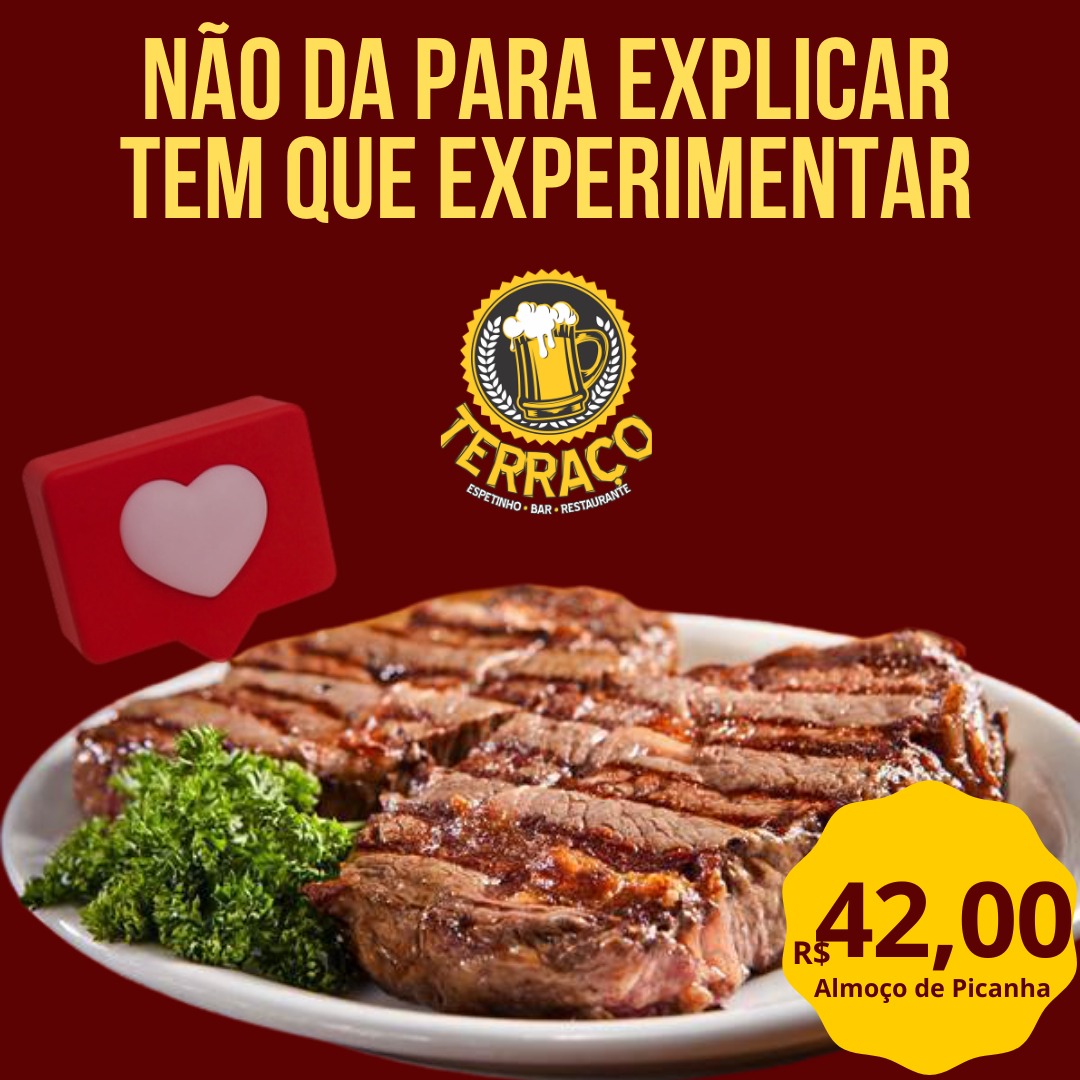 NÃO DA PARA EXPLICAR
TEM QUE EXPERIMENTAR
TERRAÇO
ESPETINHO • BAR • RESTAURANTE
R$42,00
Almoço de Picanha